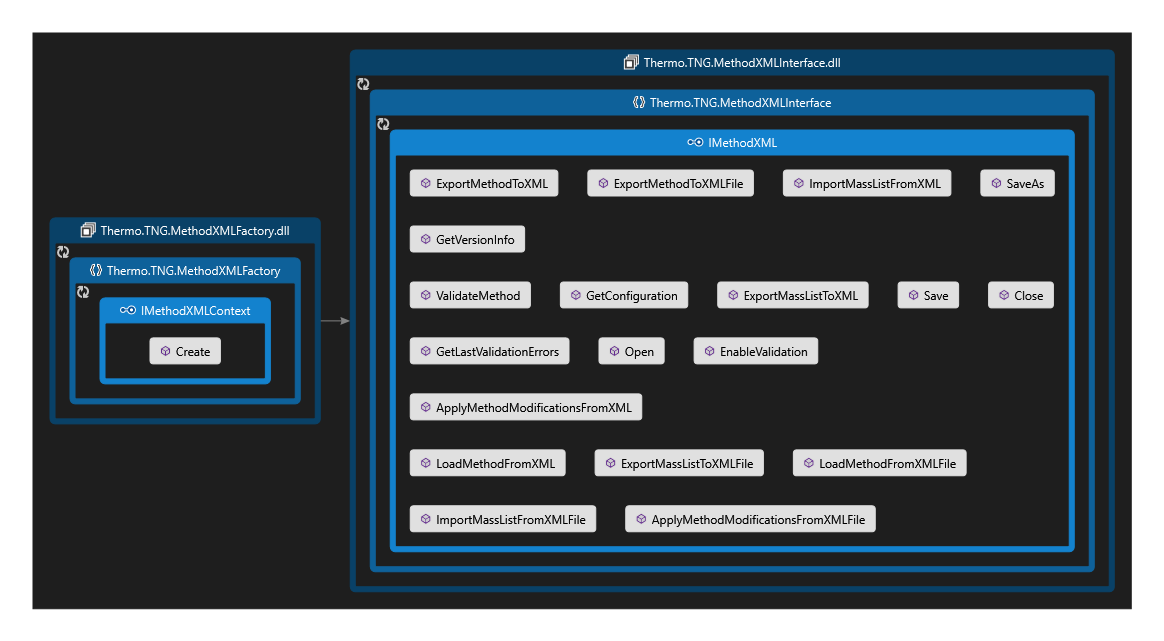 Thermo.TNG.MethodXMLInterface.dll
Thermo.TNG.MethodXMLInterface
IMethodXML
ExportMethodToXML ExportMethodToXMLFile ImportMassListFromXML SaveAs
GetVersionInfo
ValidateMethod GetConfiguration ExportMassListToXML Save Close
GetLastValidationErrors Open EnableValidation
ApplyMethodModificationsFromXML
LoadMethodFromXML ExportMassListToXMLFile LoadMethodFromXMLFile
ImportMassListFromXMLFile ApplyMethodModificationsFromXMLFile
Thermo.TNG.MethodXMLFactory.dll
Thermo.TNG.MethodXMLFactory
IMethodXMLContext
Create